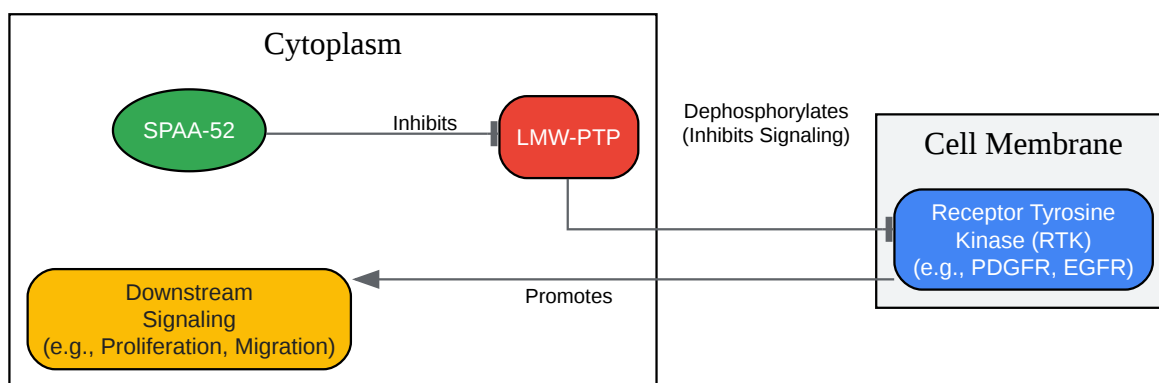 Cytoplasm
SPAA-52
Inhibits
LMW-PTP
Dephosphorylates
(Inhibits Signaling)
Cell Membrane
Receptor Tyrosine
Kinase (RTK)
(e.g., PDGFR, EGFR)
Promotes
Downstream
Signaling
(e.g., Proliferation, Migration)